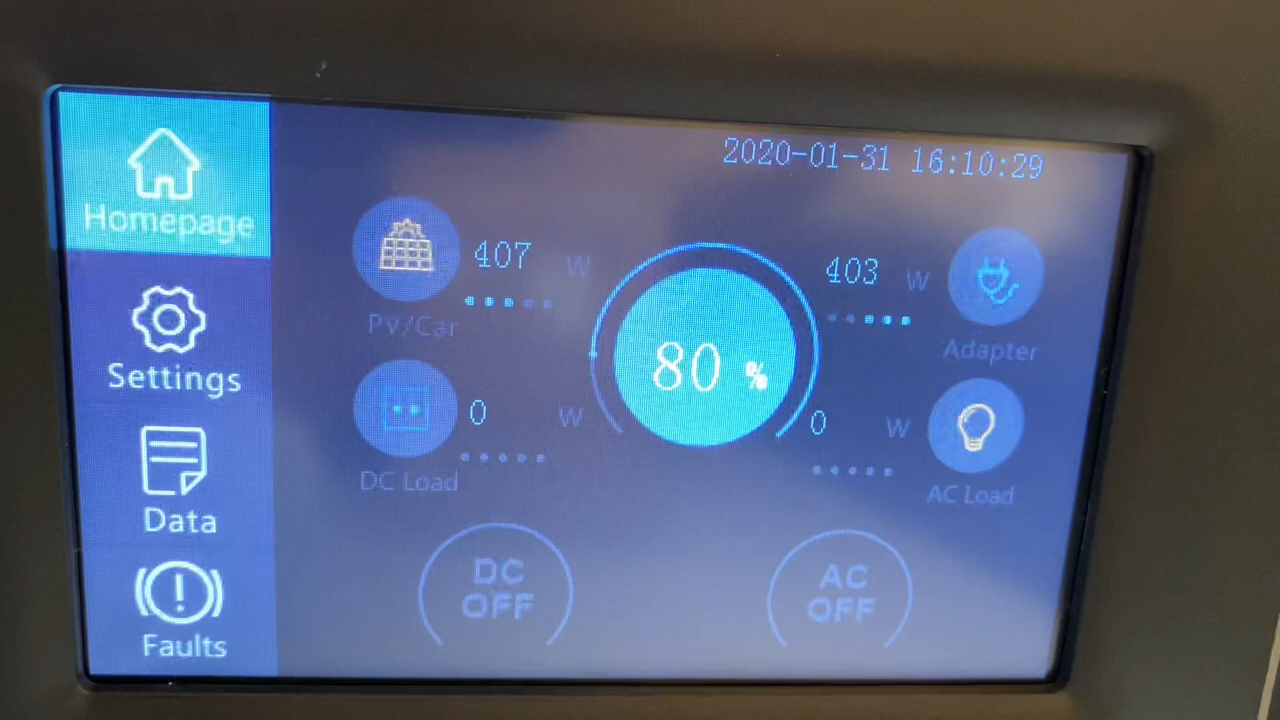 Homepage
Settings
Data
Faults
2020-01-31 16:10:29
407 W
PV/Car
403 W
Adapter
80 %
0 W
DC Load
0 W
AC Load
DC
OFF
AC
OFF